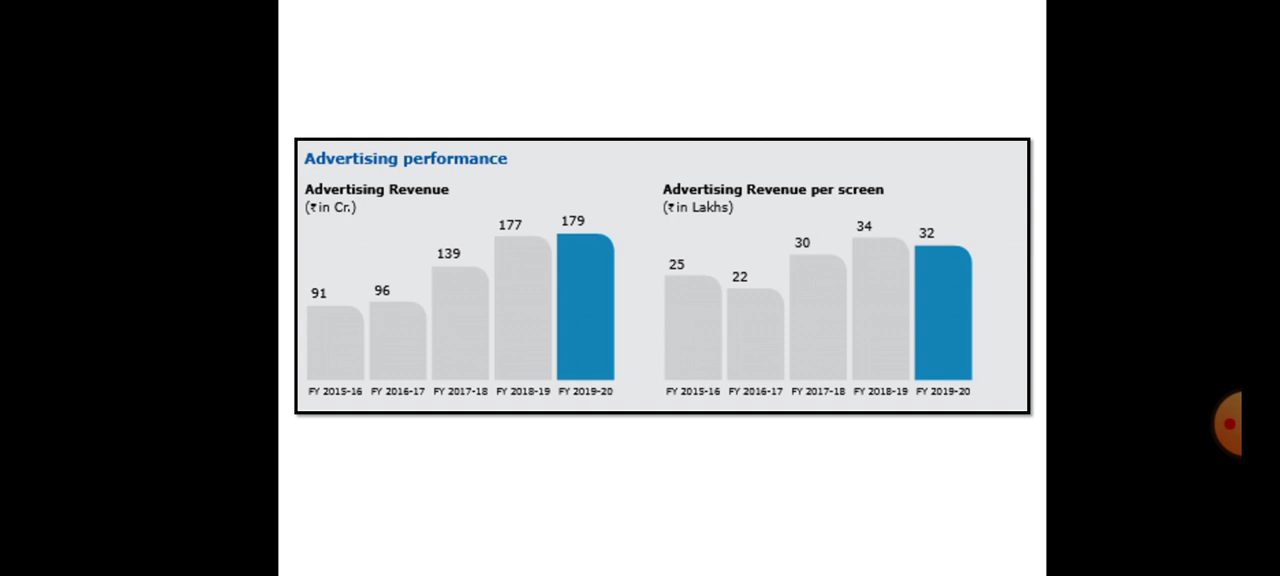 Advertising performance
Advertising Revenue
(₹ in Cr.)
91
96
139
177
179
FY 2015-16 FY 2016-17 FY 2017-18 FY 2018-19 FY 2019-20
Advertising Revenue per screen
(₹ in Lakhs)
25
22
30
34
32
FY 2015-16 FY 2016-17 FY 2017-18 FY 2018-19 FY 2019-20